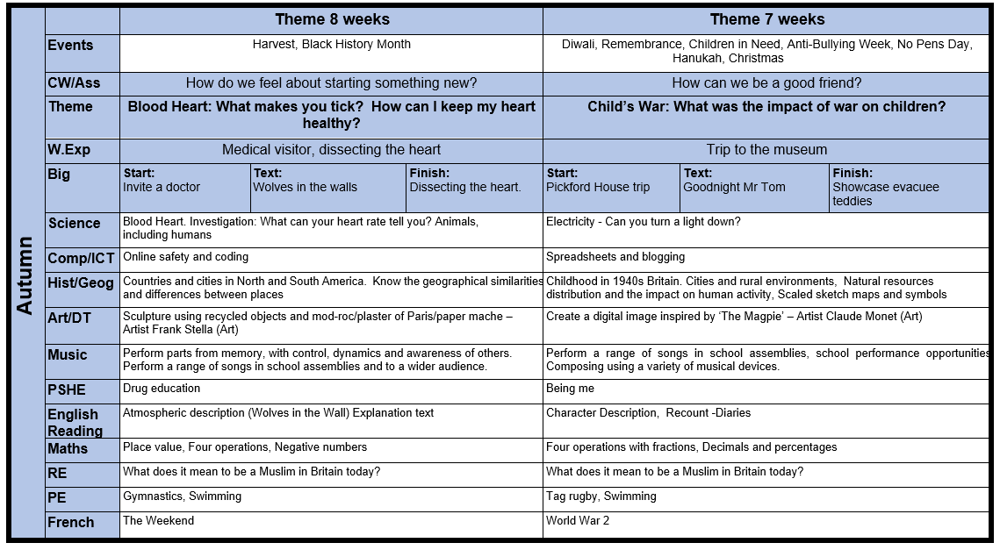 Autumn
Theme 8 weeks
Theme 7 weeks
Events
Harvest, Black History Month
Diwali, Remembrance, Children in Need, Anti-Bullying Week, No Pens Day,
Hanukah, Christmas
CW/Ass
How do we feel about starting something new?
How can we be a good friend?
Theme
Blood Heart: What makes you tick?  How can I keep my heart
healthy?
Child's War: What was the impact of war on children?
W.Exp
Medical visitor, dissecting the heart
Trip to the museum
Big
Start:
Invite a doctor
Text:
Wolves in the walls
Finish:
Dissecting the heart.
Start:
Pickford House trip
Text:
Goodnight Mr Tom
Finish:
Showcase evacuee
teddies
Science
Blood Heart. Investigation: What can your heart rate tell you? Animals,
including humans
Electricity - Can you turn a light down?
Comp/ICT
Online safety and coding
Spreadsheets and blogging
Hist/Geog
Countries and cities in North and South America.  Know the geographical similarities
and differences between places
Childhood in 1940s Britain. Cities and rural environments,  Natural resources
distribution and the impact on human activity, Scaled sketch maps and symbols
Art/DT
Sculpture using recycled objects and mod-roc/plaster of Paris/paper mache –
Artist Frank Stella (Art)
Create a digital image inspired by ‘The Magpie’ – Artist Claude Monet (Art)
Music
Perform parts from memory, with control, dynamics and awareness of others.
Perform a range of songs in school assemblies and to a wider audience.
Perform a range of songs in school assemblies, school performance opportunities
Composing using a variety of musical devices.
PSHE
Drug education
Being me
English
Reading
Atmospheric description (Wolves in the Wall) Explanation text
Character Description,  Recount -Diaries
Maths
Place value, Four operations, Negative numbers
Four operations with fractions, Decimals and percentages
RE
What does it mean to be a Muslim in Britain today?
What does it mean to be a Muslim in Britain today?
PE
Gymnastics, Swimming
Tag rugby, Swimming
French
The Weekend
World War 2